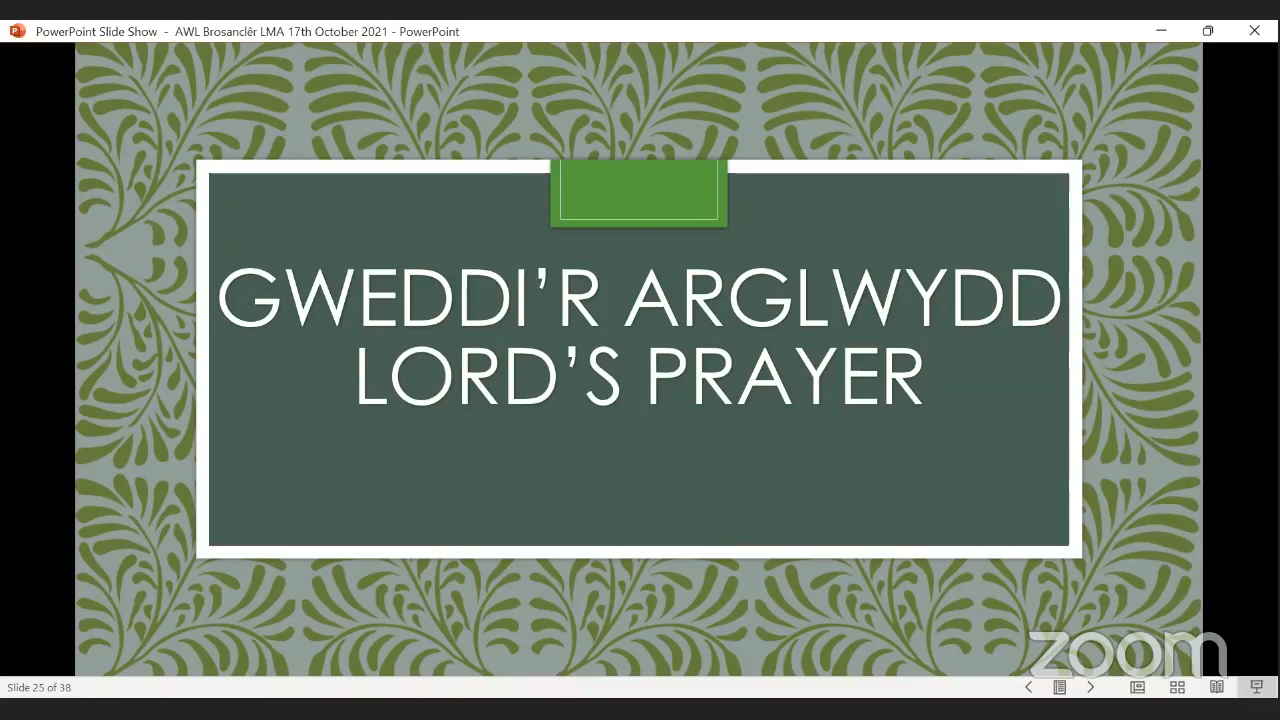 PowerPoint Slide Show - AWL Brosanclêr LMA 17th October 2021 - PowerPoint
GWEDDI’R ARGLWYDD
LORD’S PRAYER
zoom
Slide 25 of 38